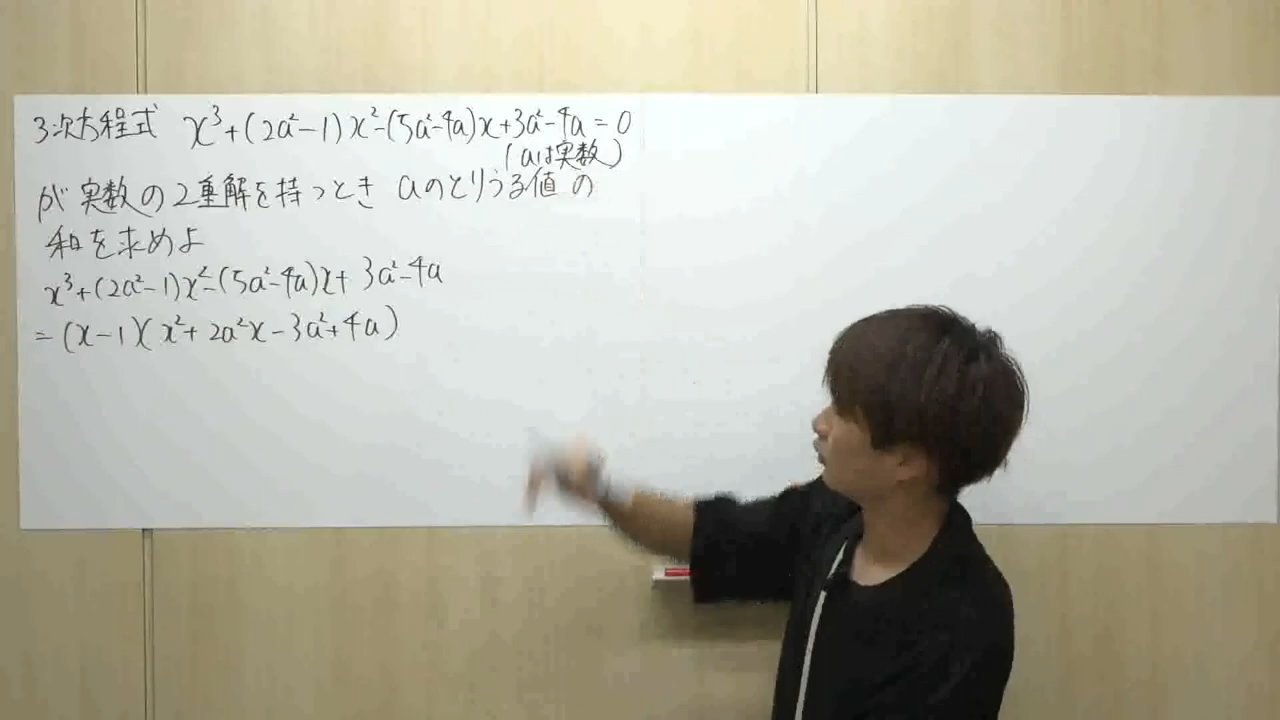 3次方程式 x³+(2a²-1)x²-(5a²-4a)x+3a²-4a=0
(aは実数)
が実数の2重解を持つとき aのとりうる値の
和を求めよ
x³+(2a²-1)x²-(5a²-4a)x+3a²-4a
=(x-1)(x²+2a²x-3a²+4a)